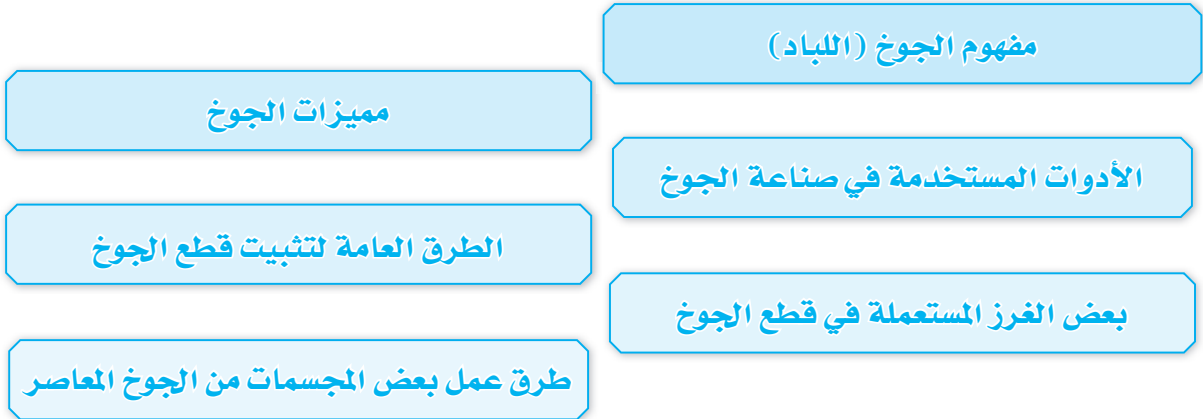 مفهوم الجوخ (اللباد)
مميزات الجوخ
الأدوات المستخدمة في صناعة الجوخ
الطرق العامة لتثبيت قطع الجوخ
بعض الغرز المستعملة في قطع الجوخ
طرق عمل بعض المجسمات من الجوخ المعاصر